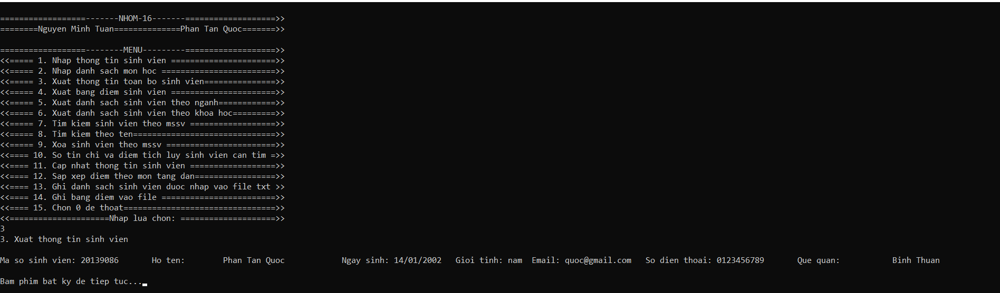 ==================-------NHOM-16-------===================>>
========Nguyen Minh Tuan==============Phan Tan Quoc=======>>
==================--------MENU---------===================>>
<<===== 1. Nhap thong tin sinh vien ======================>>
<<===== 2. Nhap danh sach mon hoc ========================>>
<<===== 3. Xuat thong tin toan bo sinh vien===============>>
<<===== 4. Xuat bang diem sinh vien ======================>>
<<===== 5. Xuat danh sach sinh vien theo nganh============>>
<<===== 6. Xuat danh sach sinh vien theo khoa hoc=========>>
<<===== 7. Tim kiem sinh vien theo mssv ==================>>
<<===== 8. Tim kiem theo ten==============================>>
<<===== 9. Xoa sinh vien theo mssv =======================>>
<<==== 10. So tin chi va diem tich luy sinh vien can tim =>>
<<==== 11. Cap nhat thong tin sinh vien ==================>>
<<==== 12. Sap xep diem theo mon tang dan=================>>
<<==== 13. Ghi danh sach sinh vien duoc nhap vao file txt >>
<<==== 14. Ghi bang diem vao file ========================>>
<<==== 15. Chon 0 de thoat================================>>
<<=====================Nhap lua chon: ====================>>
3
3. Xuat thong tin sinh vien
Ma so sinh vien: 20139086       Ho ten:        Phan Tan Quoc            Ngay sinh: 14/01/2002   Gioi tinh: nam  Email: quoc@gmail.com   So dien thoai: 0123456789       Que quan:           Binh Thuan
Bam phim bat ky de tiep tuc...